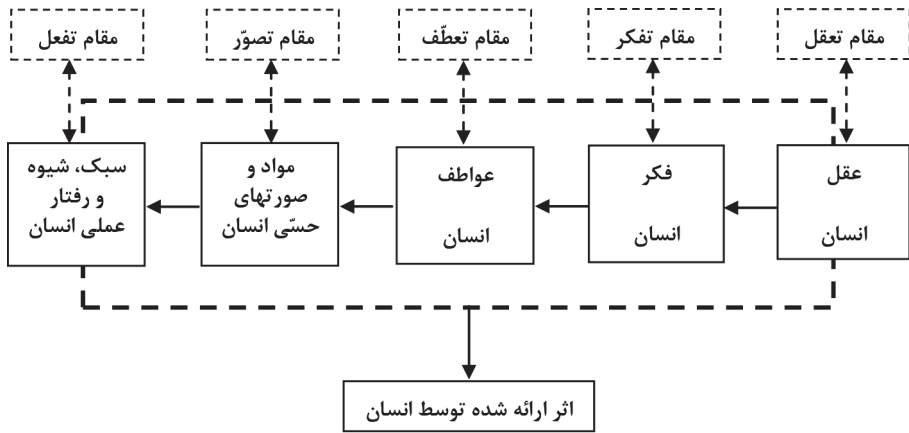 مقام تعقل
مقام تفکر
مقام تعطّف
مقام تصوّر
مقام تفعل
عقل
انسان
فکر
انسان
عواطف
انسان
مواد و
صورتهای
حسّی انسان
سبک، شیوه
و رفتار
عملی انسان
اثر ارائه شده توسط انسان